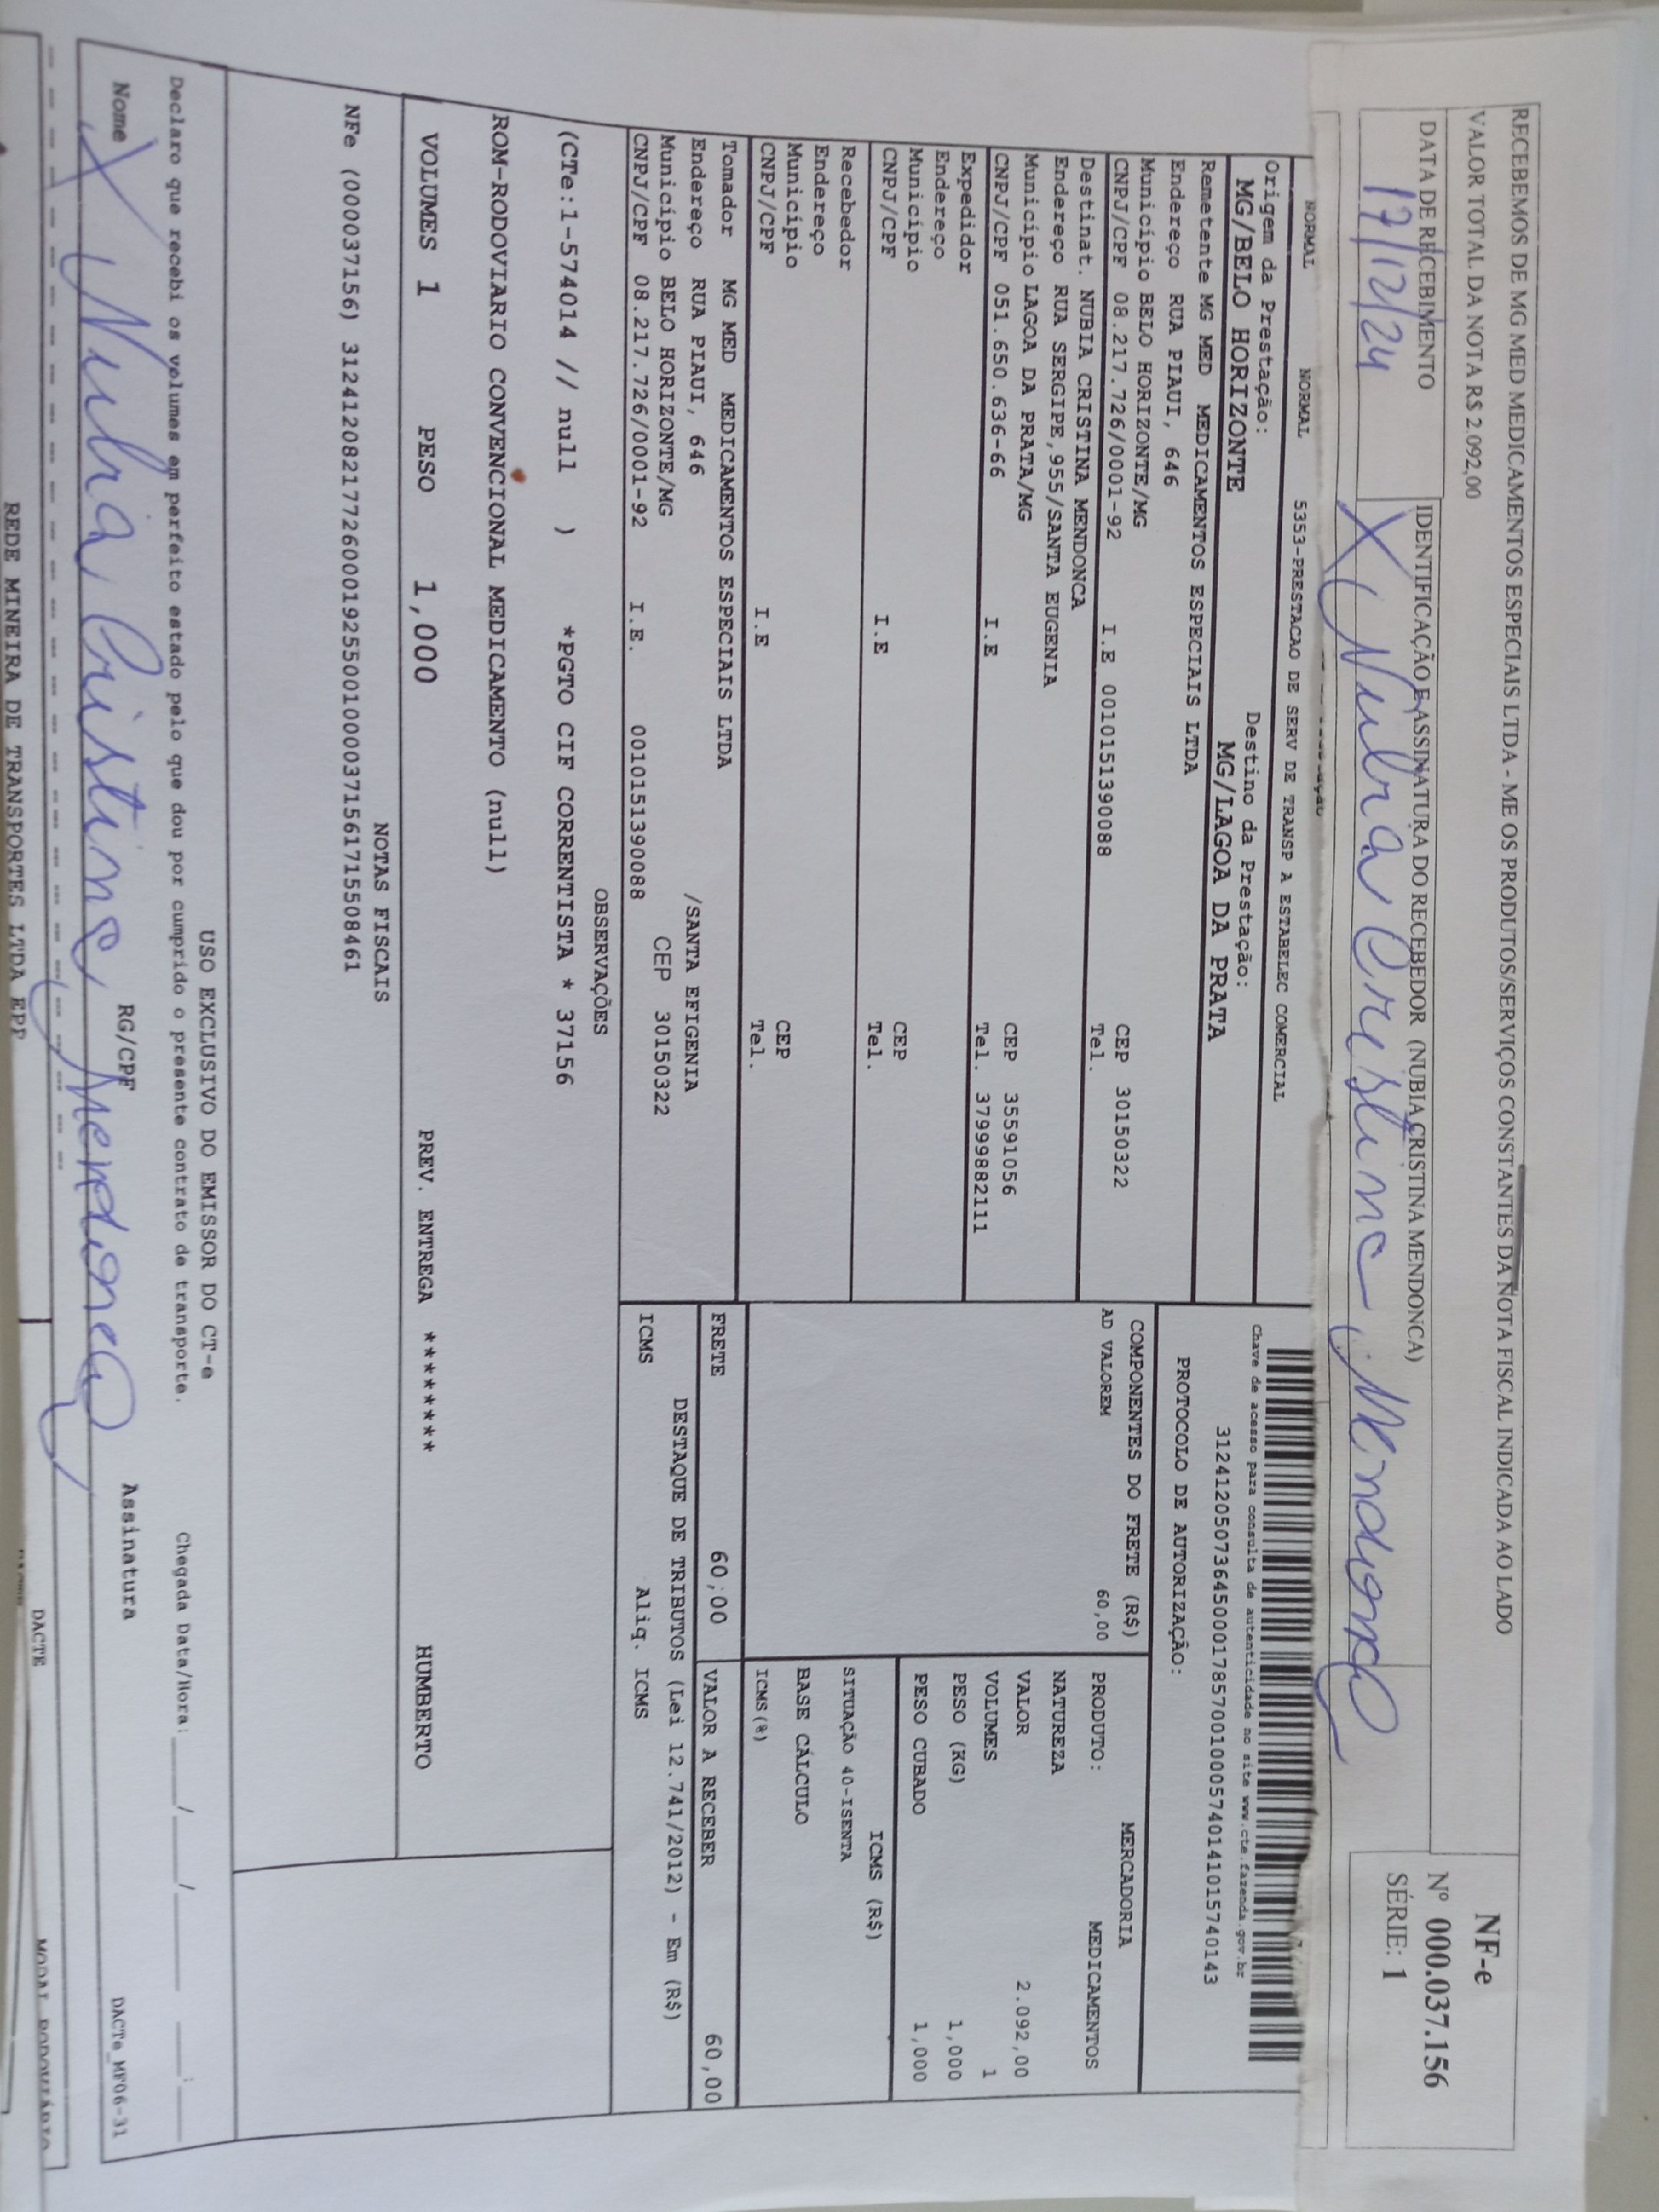 RECEBEMOS DE MG MED MEDICAMENTOS ESPECIAIS LTDA - ME OS PRODUTOS/SERVIÇOS CONSTANTES DA NOTA FISCAL INDICADA AO LADO
VALOR TOTAL DA NOTA R$ 2.092,00
NF-e
Nº 000.037.156
SÉRIE: 1
DATA DE RECEBIMENTO
IDENTIFICAÇÃO E ASSINATURA DO RECEBEDOR (NUBIA CRISTINA MENDONCA)
17/12/24
X Nubia Cristina Mendonça
NORMAL NORMAL 5353-PRESTACAO DE SERV DE TRANSP A ESTABELEC COMERCIAL
Origem da Prestação: Destino da Prestação:
MG/BELO HORIZONTE MG/LAGOA DA PRATA
Remetente MG MED MEDICAMENTOS ESPECIAIS LTDA
Endereço RUA PIAUI, 646
Município BELO HORIZONTE/MG CEP 30150322
CNPJ/CPF 08.217.726/0001-92 I.E 0010151390088 Tel.
Destinat. NUBIA CRISTINA MENDONCA
Endereço RUA SERGIPE,955/SANTA EUGENIA
Município LAGOA DA PRATA/MG CEP 35591056
CNPJ/CPF 051.650.636-66 I.E Tel. 37999882111
Expedidor
Endereço
Município CEP
CNPJ/CPF I.E Tel.
Recebedor
Endereço
Município CEP
CNPJ/CPF I.E Tel.
Tomador MG MED MEDICAMENTOS ESPECIAIS LTDA
Endereço RUA PIAUI, 646 /SANTA EFIGENIA
Município BELO HORIZONTE/MG CEP 30150322
CNPJ/CPF 08.217.726/0001-92 I.E. 0010151390088
Chave de acesso para consulta de autenticidade no site www.cte.fazenda.gov.br
31241205073645000178570010005740141015740143
PROTOCOLO DE AUTORIZAÇÃO:
COMPONENTES DO FRETE (R$)
AD VALOREM 60,00
MERCADORIA
PRODUTO: MEDICAMENTOS
NATUREZA
VALOR 2.092,00
VOLUMES 1
PESO (KG) 1,000
PESO CUBADO 1,000
ICMS (R$)
SITUAÇÃO 40-ISENTA
BASE CÁLCULO
ICMS(%)
FRETE 60,00 VALOR A RECEBER 60,00
DESTAQUE DE TRIBUTOS (Lei 12.741/2012) - Em (R$)
ICMS Aliq. ICMS
OBSERVAÇÕES
(CTe:1-574014 // null ) *PGTO CIF CORRENTISTA * 37156
ROM-RODOVIARIO CONVENCIONAL MEDICAMENTO (null)
VOLUMES 1 PESO 1,000 PREV. ENTREGA ******** HUMBERTO
NOTAS FISCAIS
NFe (000037156) 31241208217726000192550010000371561715508461
USO EXCLUSIVO DO EMISSOR DO CT-e
Declaro que recebi os volumes em perfeito estado pelo que dou por cumprido o presente contrato de transporte. Chegada Data/Hora:____/____/____ ____:____
Nome RG/CPF Assinatura DACTe_MF06-31
X Nubia Cristina Mendonça
REDE MINEIRA DE TRANSPORTES LTDA EPP DACTE MODAL RODOVIÁRIO